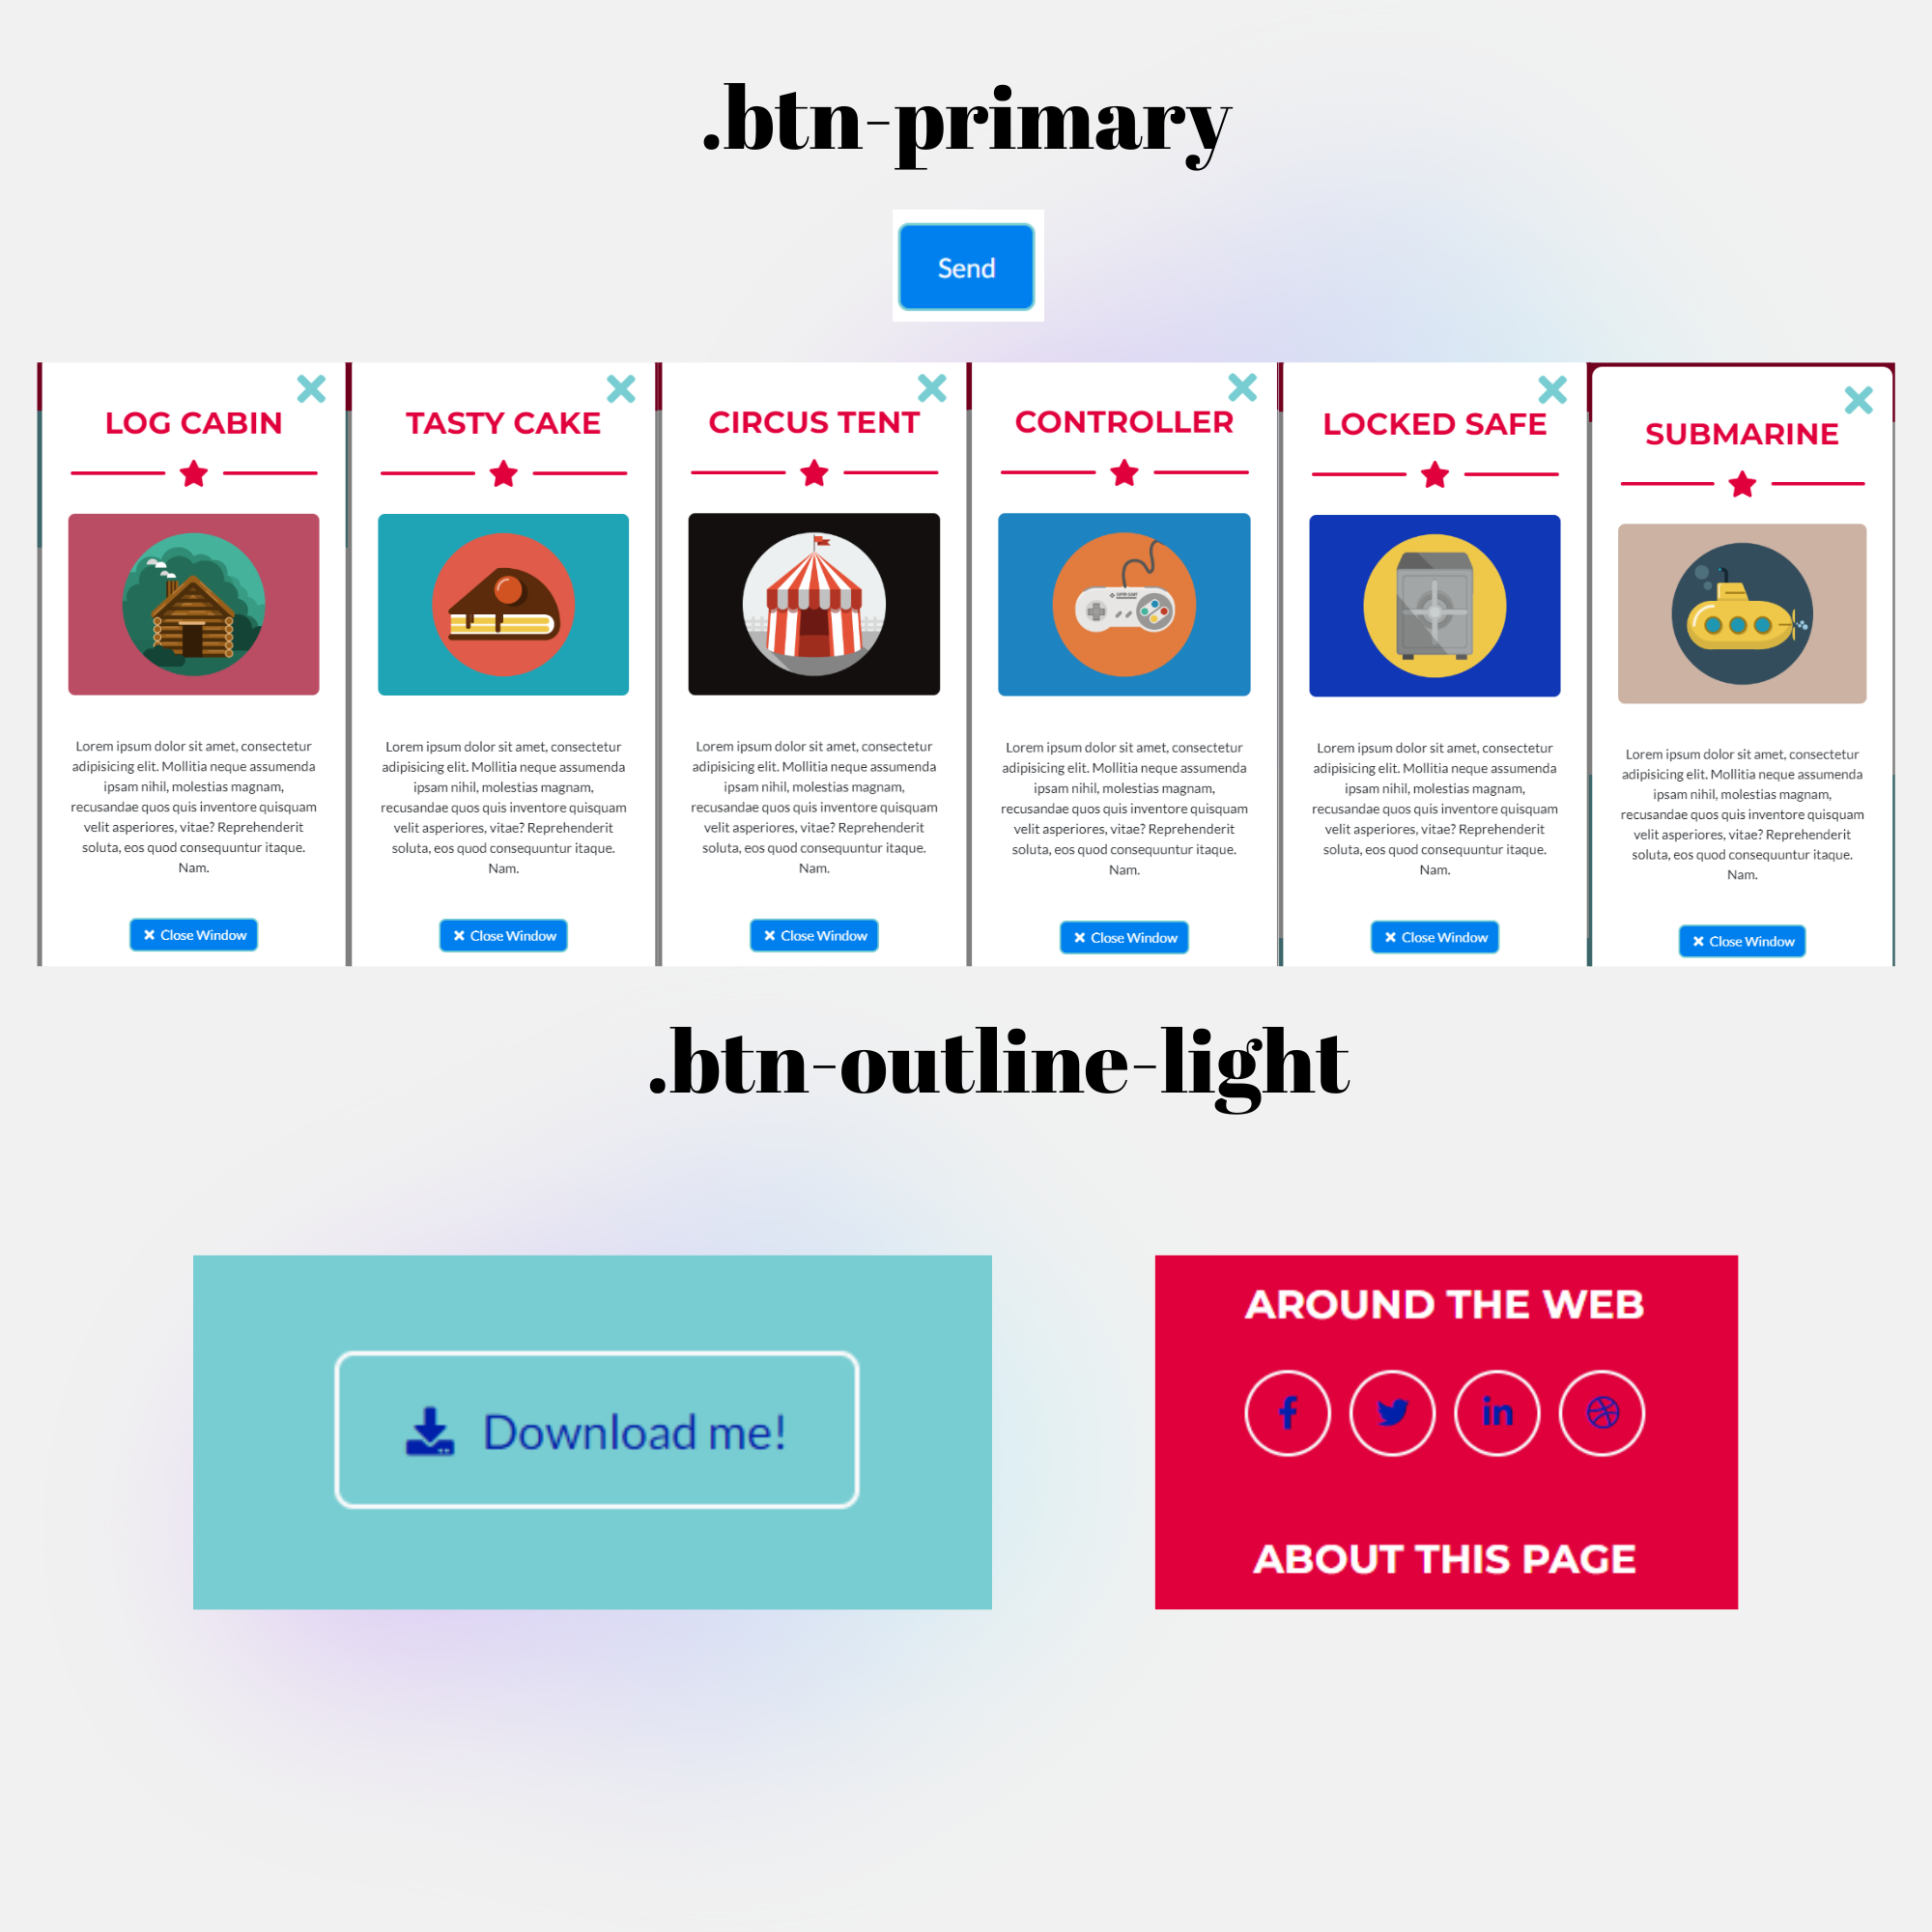 .btn-primary
Send
LOG CABIN
Lorem ipsum dolor sit amet, consectetur
adipisicing elit. Mollitia neque assumenda
ipsam nihil, molestias magnam,
recusandae quos quis inventore quisquam
velit asperiores, vitae? Reprehenderit
soluta, eos quod consequuntur itaque.
Nam.
Close Window
TASTY CAKE
Lorem ipsum dolor sit amet, consectetur
adipisicing elit. Mollitia neque assumenda
ipsam nihil, molestias magnam,
recusandae quos quis inventore quisquam
velit asperiores, vitae? Reprehenderit
soluta, eos quod consequuntur itaque.
Nam.
Close Window
CIRCUS TENT
Lorem ipsum dolor sit amet, consectetur
adipisicing elit. Mollitia neque assumenda
ipsam nihil, molestias magnam,
recusandae quos quis inventore quisquam
velit asperiores, vitae? Reprehenderit
soluta, eos quod consequuntur itaque.
Nam.
Close Window
CONTROLLER
Lorem ipsum dolor sit amet, consectetur
adipisicing elit. Mollitia neque assumenda
ipsam nihil, molestias magnam,
recusandae quos quis inventore quisquam
velit asperiores, vitae? Reprehenderit
soluta, eos quod consequuntur itaque.
Nam.
Close Window
LOCKED SAFE
Lorem ipsum dolor sit amet, consectetur
adipisicing elit. Mollitia neque assumenda
ipsam nihil, molestias magnam,
recusandae quos quis inventore quisquam
velit asperiores, vitae? Reprehenderit
soluta, eos quod consequuntur itaque.
Nam.
Close Window
SUBMARINE
Lorem ipsum dolor sit amet, consectetur
adipisicing elit. Mollitia neque assumenda
ipsam nihil, molestias magnam,
recusandae quos quis inventore quisquam
velit asperiores, vitae? Reprehenderit
soluta, eos quod consequuntur itaque.
Nam.
Close Window
.btn-outline-light
Download me!
AROUND THE WEB
ABOUT THIS PAGE